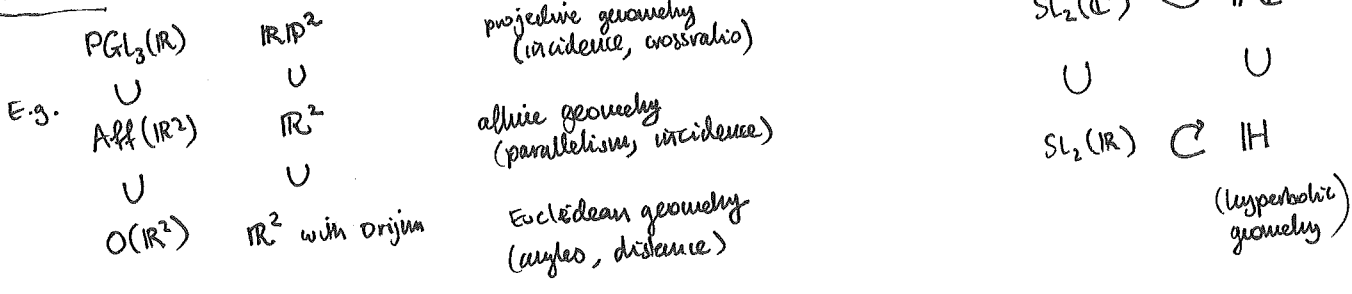 PGL₃(ℝ) ℝP² projective geometry
(incidence, crossratio)
∪ ∪
E.g. Aff(ℝ²) ℝ² affine geometry
(parallelism, incidence)
∪ ∪
O(ℝ²) ℝ² with origin Euclidean geometry
(angles, distance)
SL₂(ℂ)
∪ ∪
SL₂(ℝ) ℍ
(hyperbolic
geometry)